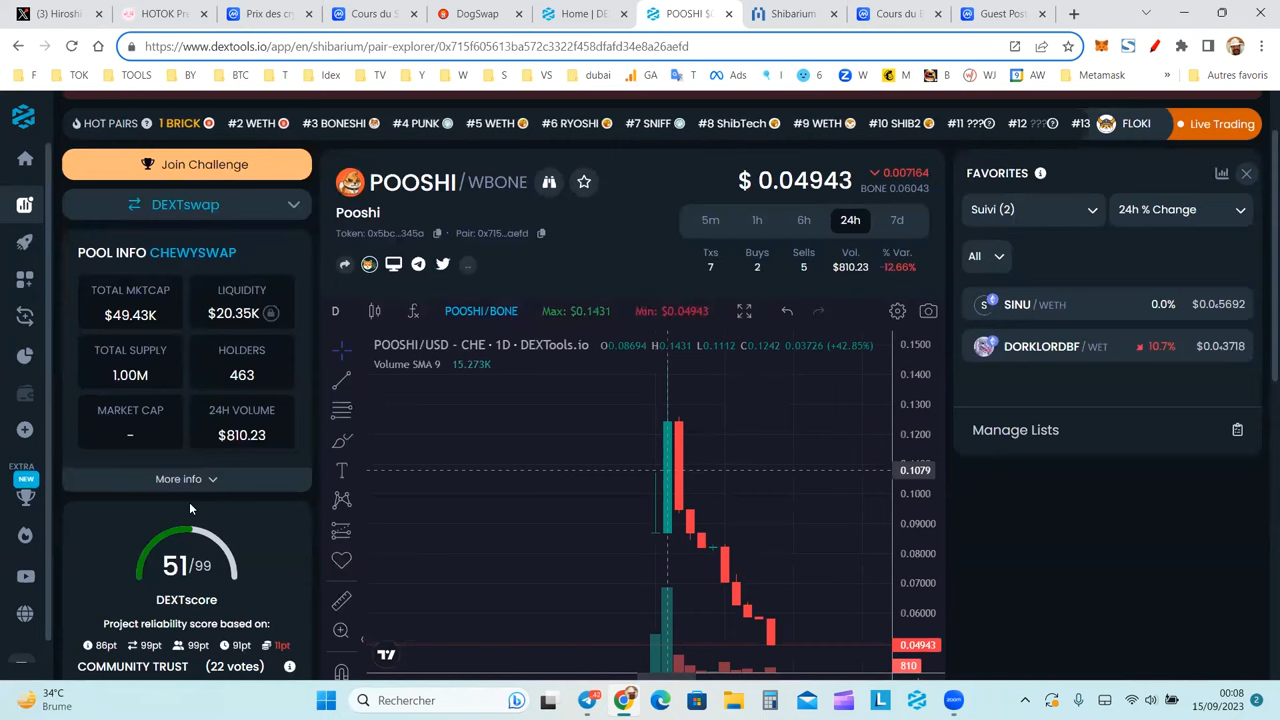 (3) Hiroshi
HOTOK Pr
Prix des cry
Cours du S
DogSwap
Home | DE
POOSHI $0
Shibarium
Cours du B
Guest Post
https://www.dextools.io/app/en/shibarium/pair-explorer/0x715f605613ba572c3322f458dfafd34e8a26aefd
F TOK TOOLS BY BTC T Idex TV Y W S VS dubai GA T Ads I 6 W M B WJ AW Metamask » Autres favoris
HOT PAIRS 1 BRICK #2 WETH #3 BONESHI #4 PUNK #5 WETH #6 RYOSHI #7 SNIFF #8 ShibTech #9 WETH #10 SHIB2 #11 ??? #12 ??? #13 FLOKI Live Trading
Join Challenge
DEXTswap
POOL INFO CHEWYSWAP
TOTAL MKTCAP LIQUIDITY
$49.43K $20.35K
TOTAL SUPPLY HOLDERS
1.00M 463
MARKET CAP 24H VOLUME
- $810.23
More info
EXTRA
NEW
51/99
DEXTscore
Project reliability score based on:
86pt 99pt 99pt 91pt 11pt
COMMUNITY TRUST (22 votes)
POOSHI/WBONE
Pooshi
Token: 0x5bc...345a Pair: 0x715...aefd
...
$ 0.04943 0.007164
BONE 0.06043
5m 1h 6h 24h 7d
Txs Buys Sells Vol. % Var.
7 2 5 $810.23 -12.66%
D POOSHI/BONE Max: $0.1431 Min: $0.04943
POOSHI/USD - CHE · 1D · DEXTools.io O0.08694 H0.1431 L0.1112 C0.1242 0.03726 (+42.85%)
Volume SMA 9 15.273K
0.1500
0.1400
0.1300
0.1200
0.1079
0.1000
0.09000
0.08000
0.07000
0.06000
0.04943
810
FAVORITES
Suivi (2) 24h % Change
All
SINU /WETH 0.0% $0.0₄5692
DORKLORDBF / WET 10.7% $0.0₄3718
Manage Lists
34°C
Brume
Rechercher
42
zoom
00:08
15/09/2023
2